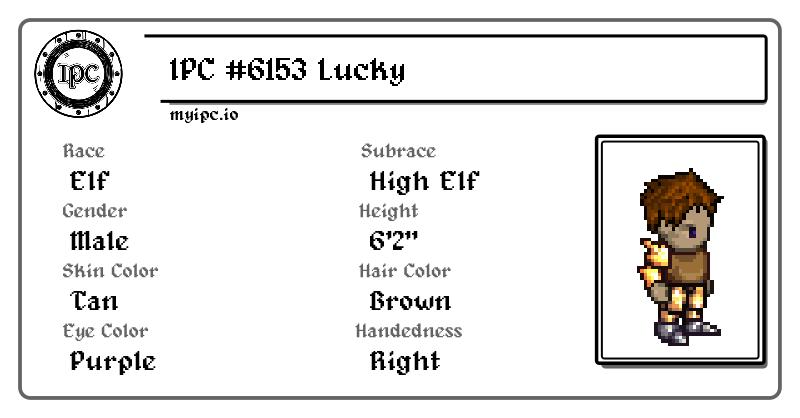 IPC
IPC #6153 Lucky
myipc.io
Race
Elf
Subrace
High Elf
Gender
Male
Height
6'2"
Skin Color
Tan
Hair Color
Brown
Eye Color
Purple
Handedness
Right